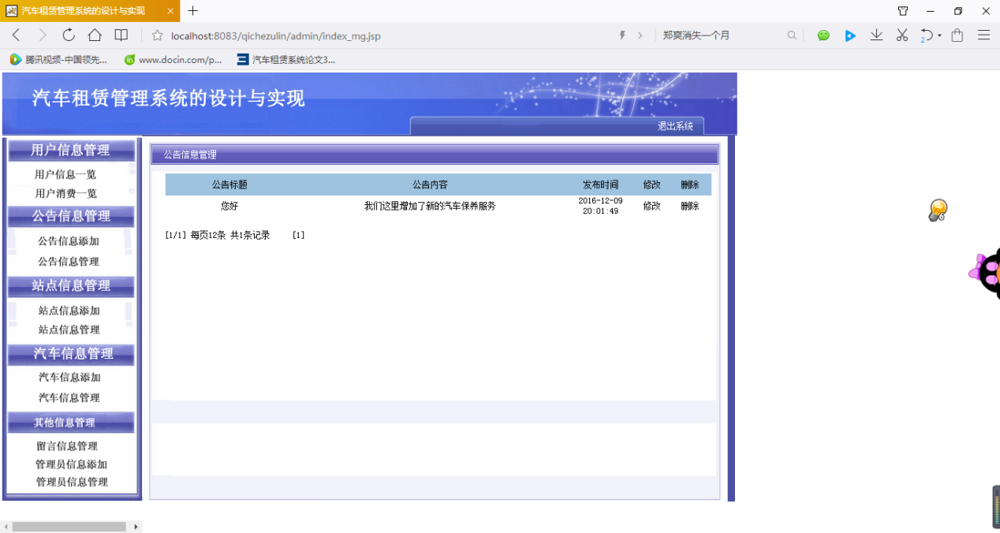 汽车租赁管理系统的设计与实现
localhost:8083/qichezulin/admin/index_mg.jsp
郑爽消失一个月
2
腾讯视频-中国领先...
www.docin.com/p...
汽车租赁系统论文3...
汽车租赁管理系统的设计与实现
退出系统
用户信息管理
用户信息一览
用户消费一览
公告信息管理
公告信息添加
公告信息管理
站点信息管理
站点信息添加
站点信息管理
汽车信息管理
汽车信息添加
汽车信息管理
其他信息管理
留言信息管理
管理员信息添加
管理员信息管理
公告信息管理
公告标题 公告内容 发布时间 修改 删除
您好 我们这里增加了新的汽车保养服务 2016-12-09 20:01:49 修改 删除
[1/1] 每页12条 共1条记录 [1]